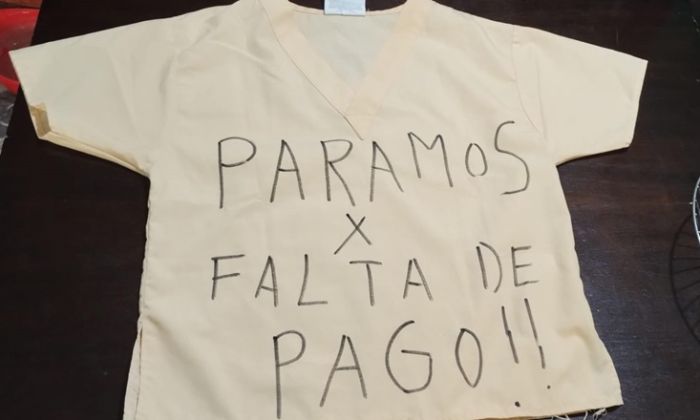 PARAMOS
X
FALTA DE
PAGO!!